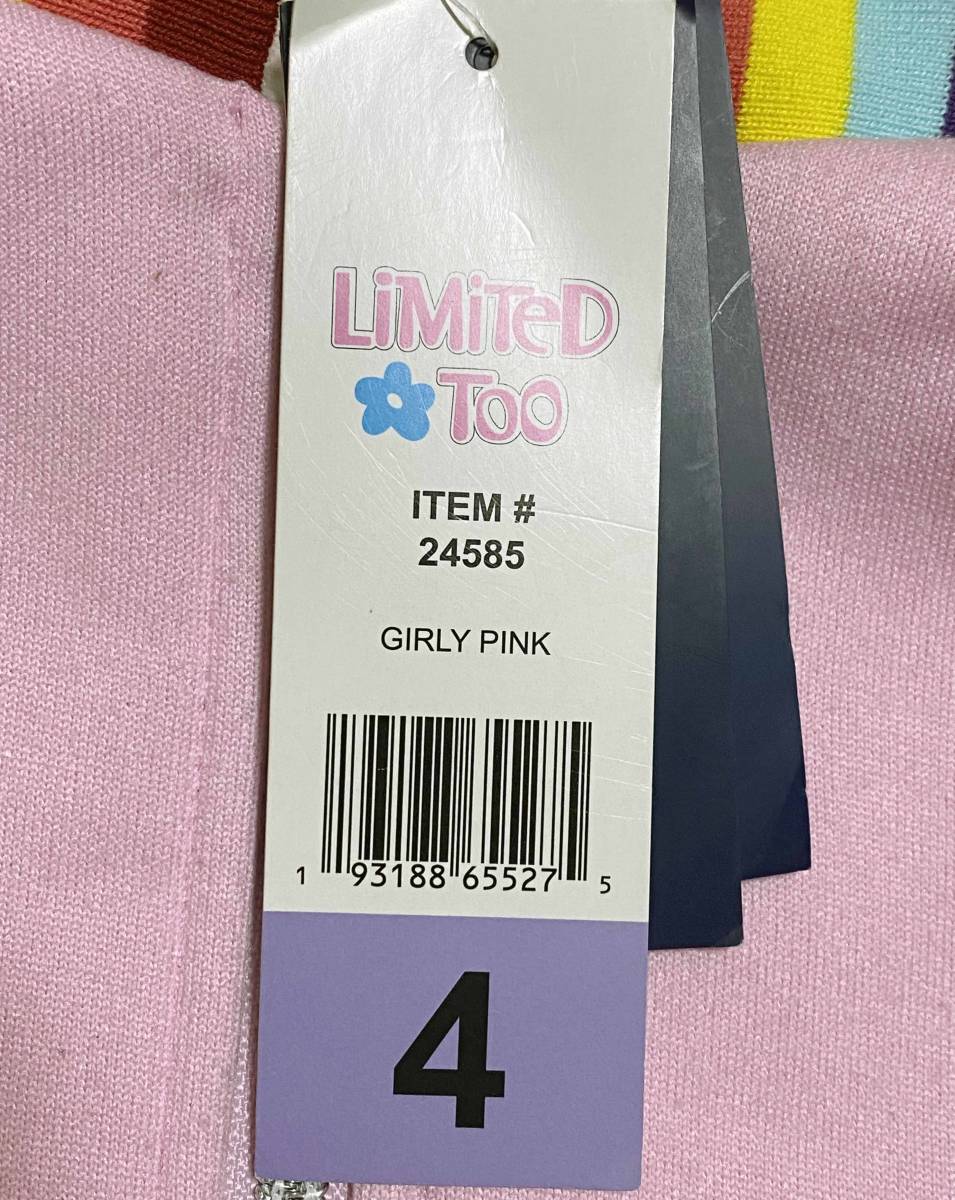 LiMiTeD
Too
ITEM #
24585
GIRLY PINK
1 93188 65527 5
4